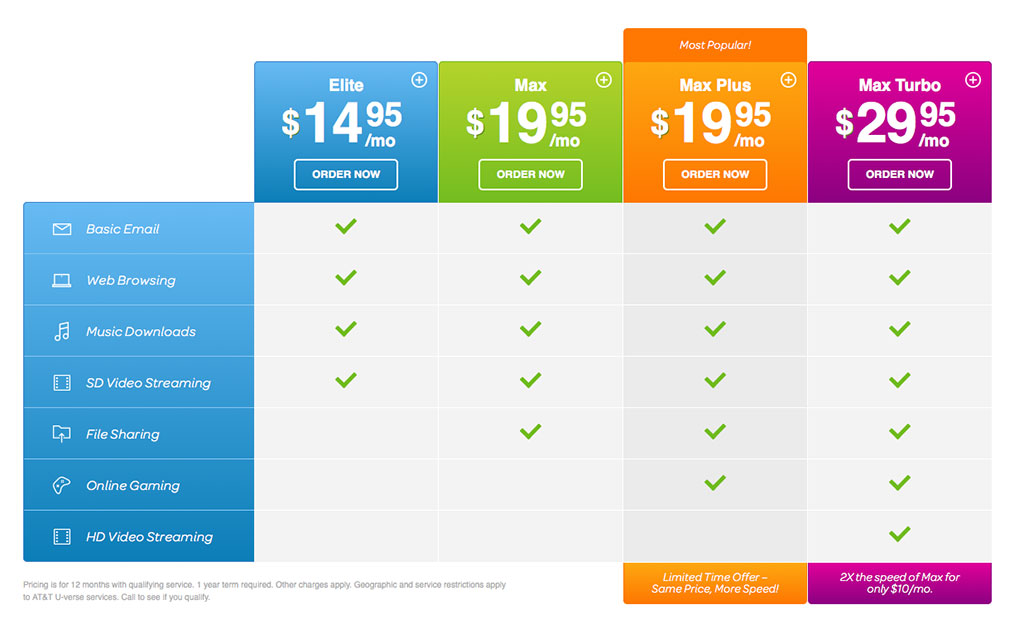 Most Popular!
Elite
$14.95/mo
ORDER NOW
Max
$19.95/mo
ORDER NOW
Max Plus
$19.95/mo
ORDER NOW
Max Turbo
$29.95/mo
ORDER NOW
Basic Email
Web Browsing
Music Downloads
SD Video Streaming
File Sharing
Online Gaming
HD Video Streaming
Pricing is for 12 months with qualifying service. 1 year term required. Other charges apply. Geographic and service restrictions apply
to AT&T U-verse services. Call to see if you qualify.
Limited Time Offer –
Same Price, More Speed!
2X the speed of Max for
only $10/mo.